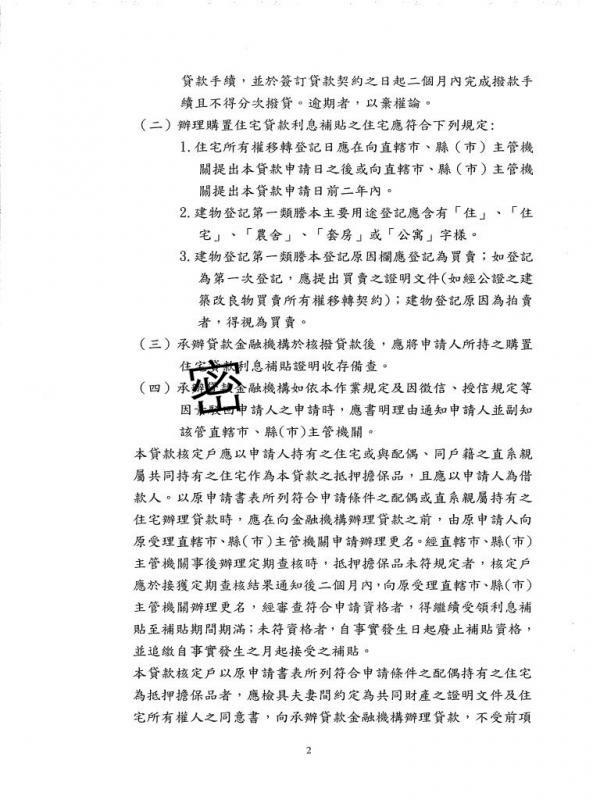 貸款手續，並於簽訂貸款契約之日起二個月內完成撥款手
續且不得分次撥貸。逾期者，以棄權論。
（二）辦理購置住宅貸款利息補貼之住宅應符合下列規定：
1.住宅所有權移轉登記日應在向直轄市、縣（市）主管機
關提出本貸款申請日之後或向直轄市、縣（市）主管機
關提出本貸款申請日前二年內。
2.建物登記第一類謄本主要用途登記應含有「住」、「住
宅」、「農舍」、「套房」或「公寓」字樣。
3.建物登記第一類謄本登記原因欄應登記為買賣；如登記
為第一次登記，應提出買賣之證明文件(如經公證之建
築改良物買賣所有權移轉契約)；建物登記原因為拍賣
者，得視為買賣。
（三）承辦貸款金融機構於核撥貸款後，應將申請人所持之購置
住宅貸款利息補貼證明收存備查。
密
（四）承辦貸款金融機構如依本作業規定及因徵信、授信規定等
因素駁回申請人之申請時，應書明理由通知申請人並副知
該管直轄市、縣(市)主管機關。
本貸款核定戶應以申請人持有之住宅或與配偶、同戶籍之直系親
屬共同持有之住宅作為本貸款之抵押擔保品，且應以申請人為借
款人。以原申請書表所列符合申請條件之配偶或直系親屬持有之
住宅辦理貸款時，應在向金融機構辦理貸款之前，由原申請人向
原受理直轄市、縣(市)主管機關申請辦理更名。經直轄市、縣(市)
主管機關事後辦理定期查核時，抵押擔保品未符規定者，核定戶
應於接獲定期查核結果通知後二個月內，向原受理直轄市、縣(市)
主管機關辦理更名，經審查符合申請資格者，得繼續受領利息補
貼至補貼期間期滿；未符資格者，自事實發生日起廢止補貼資格，
並追繳自事實發生之月起接受之補貼。
本貸款核定戶以原申請書表所列符合申請條件之配偶持有之住宅
為抵押擔保品者，應檢具夫妻間約定為共同財產之證明文件及住
宅所有權人之同意書，向承辦貸款金融機構辦理貸款，不受前項
2